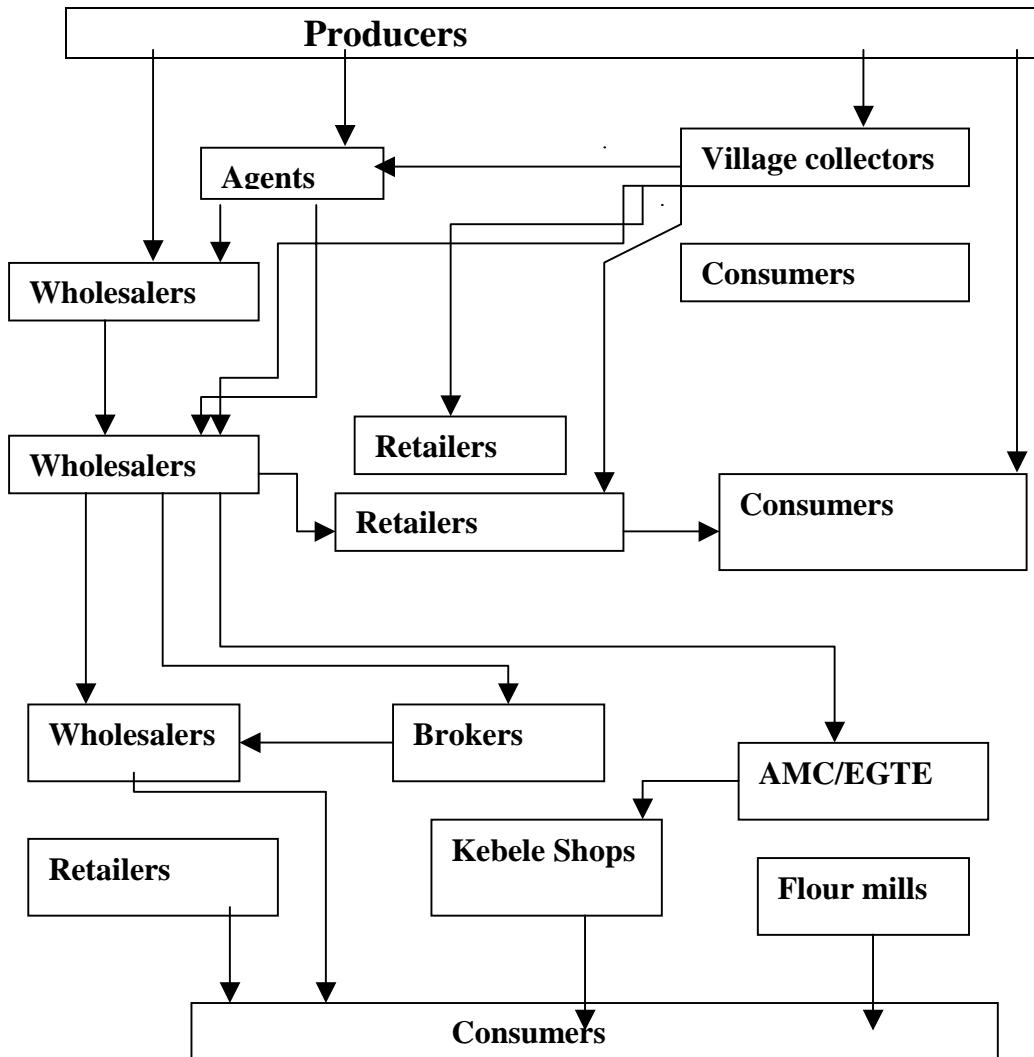 Producers
Village collectors
Agents
Consumers
Wholesalers
Retailers
Wholesalers
Consumers
Retailers
Wholesalers
Brokers
AMC/EGTE
Kebele Shops
Retailers
Flour mills
Consumers